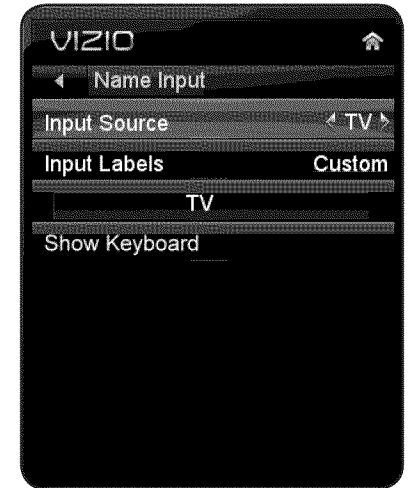 VIZIO
Name Input
Input Source TV
Input Labels Custom
TV
Show Keyboard